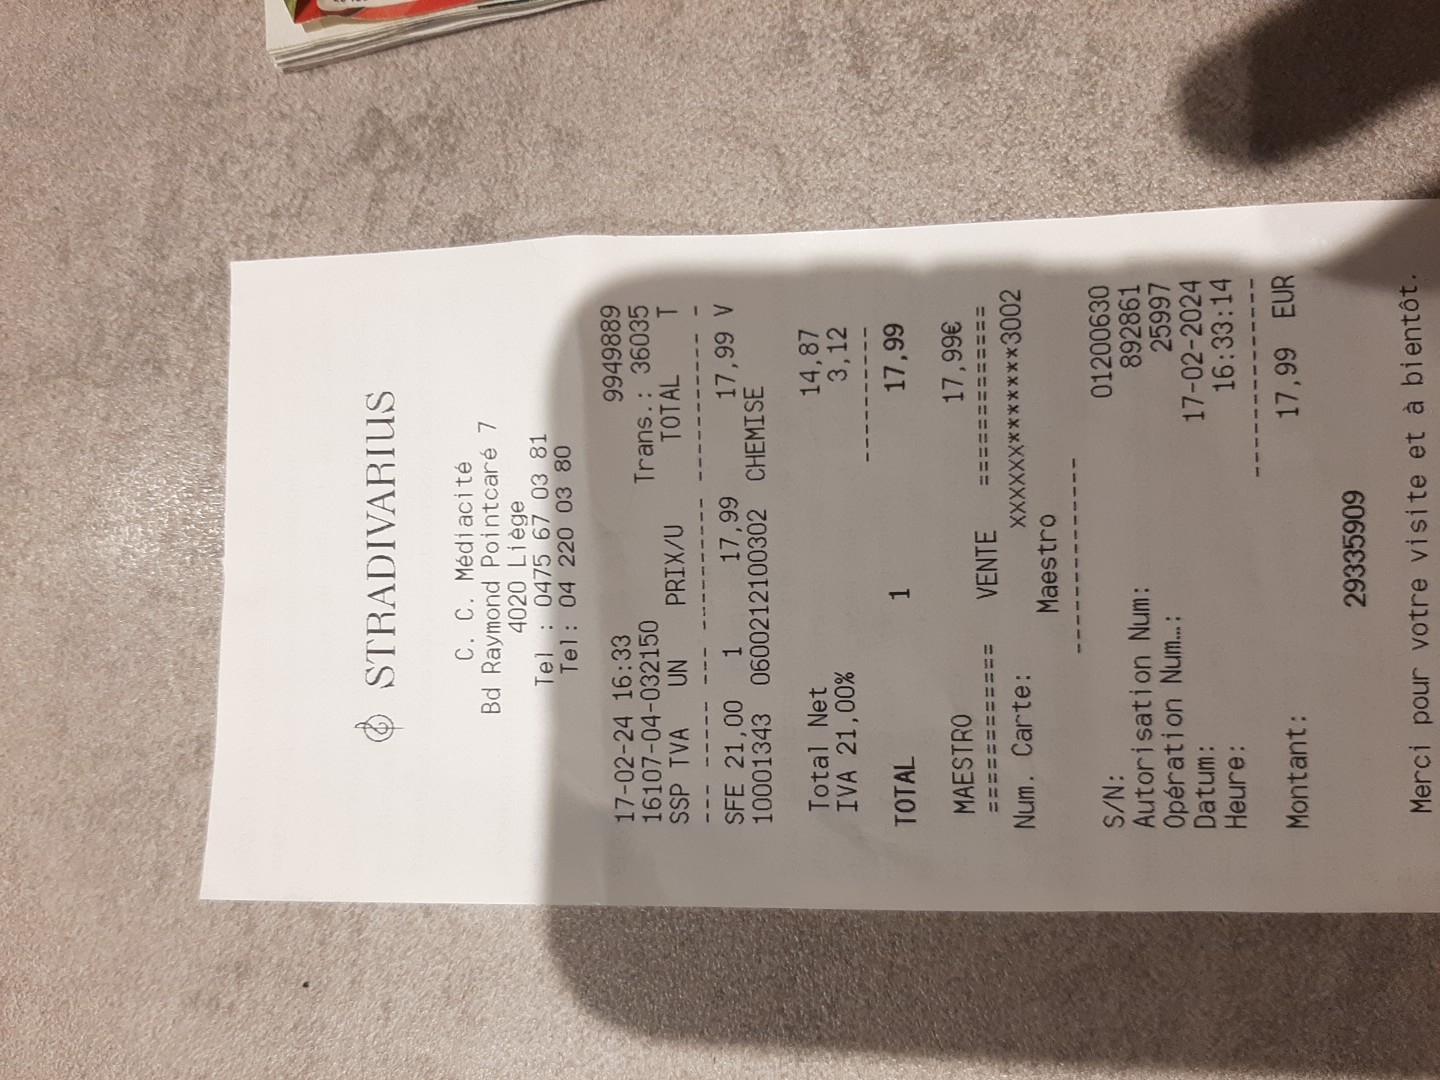 STRADIVARIUS
C. C. Médiacité
Bd Raymond Pointcaré 7
4020 Liège
Tel : 0475 67 03 81
Tel: 04 220 03 80
17-02-24 16:33 9949889
16107-04-032150 Trans.: 36035
SSP TVA UN PRIX/U TOTAL T
--- ------ --- --------- ------------- -
SFE 21,00 1 17,99 17,99 V
10001343 06002121003​02 CHEMISE
Total Net 14,87
IVA 21,00% 3,12
----------
TOTAL 1 17,99
MAESTRO 17,99€
============ VENTE =============
Num. Carte: XXXXXX**********3002
Maestro
--------------
S/N: 01200630
Autorisation Num: 892861
Opération Num…: 25997
Datum: 17-02-2024
Heure: 16:33:14
--------------
Montant: 17,99 EUR
29335909
Merci pour votre visite et à bientôt.